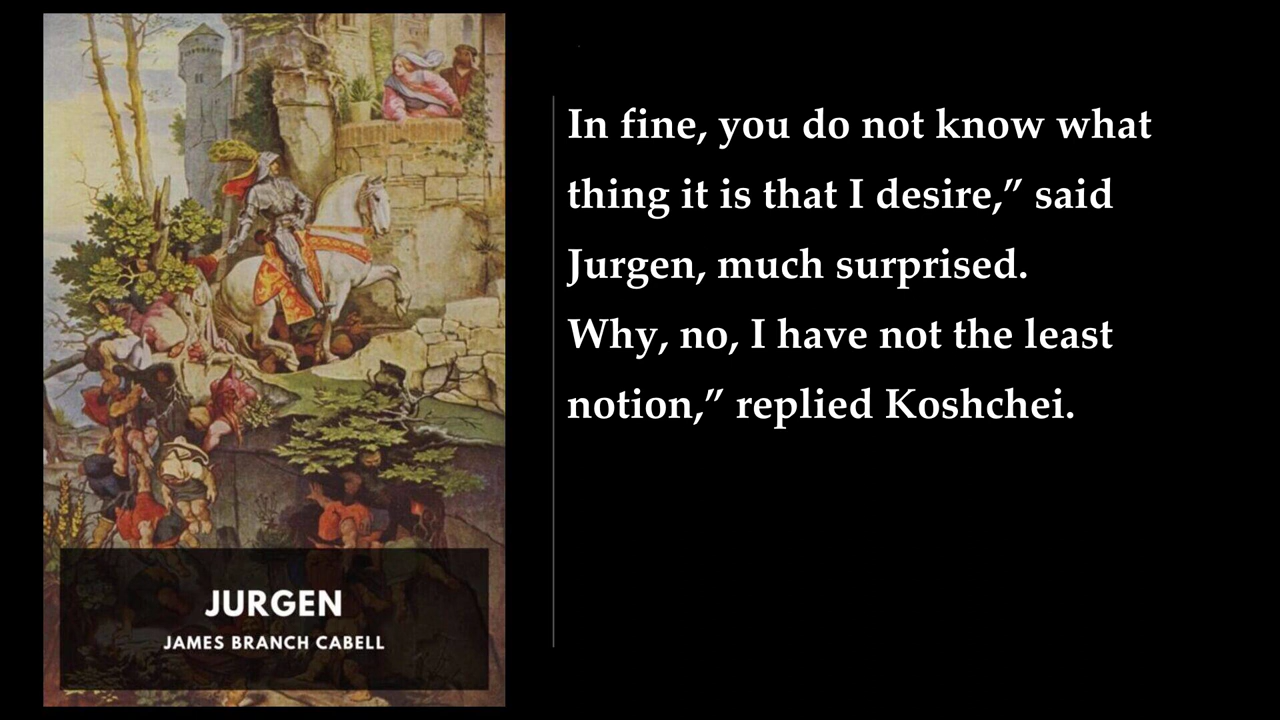 In fine, you do not know what
thing it is that I desire,” said
Jurgen, much surprised.
Why, no, I have not the least
notion,” replied Koshchei.
JURGEN
JAMES BRANCH CABELL